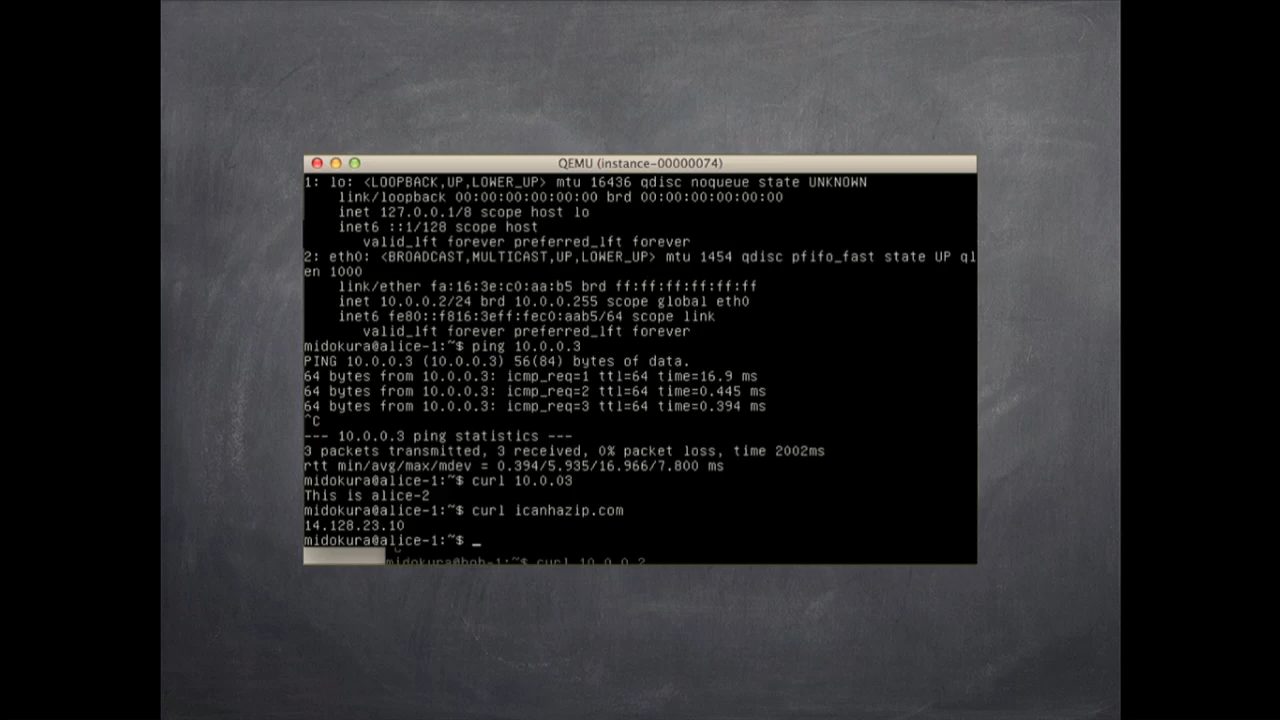 QEMU (instance-00000074)
1: lo: <LOOPBACK,UP,LOWER_UP> mtu 16436 qdisc noqueue state UNKNOWN
link/loopback 00:00:00:00:00:00 brd 00:00:00:00:00:00
inet 127.0.0.1/8 scope host lo
inet6 ::1/128 scope host
valid_lft forever preferred_lft forever
2: eth0: <BROADCAST,MULTICAST,UP,LOWER_UP> mtu 1454 qdisc pfifo_fast state UP ql
en 1000
link/ether fa:16:3e:c0:aa:b5 brd ff:ff:ff:ff:ff:ff
inet 10.0.0.2/24 brd 10.0.0.255 scope global eth0
inet6 fe80::f816:3eff:fec0:aab5/64 scope link
valid_lft forever preferred_lft forever
midokura@alice-1:~$ ping 10.0.0.3
PING 10.0.0.3 (10.0.0.3) 56(84) bytes of data.
64 bytes from 10.0.0.3: icmp_req=1 ttl=64 time=16.9 ms
64 bytes from 10.0.0.3: icmp_req=2 ttl=64 time=0.445 ms
64 bytes from 10.0.0.3: icmp_req=3 ttl=64 time=0.394 ms
^C
--- 10.0.0.3 ping statistics ---
3 packets transmitted, 3 received, 0% packet loss, time 2002ms
rtt min/avg/max/mdev = 0.394/5.935/16.966/7.800 ms
midokura@alice-1:~$ curl 10.0.03
This is alice-2
midokura@alice-1:~$ curl icanhazip.com
14.128.23.10
midokura@alice-1:~$ _
midokura@bob-1:~$ curl 10.0.0.2